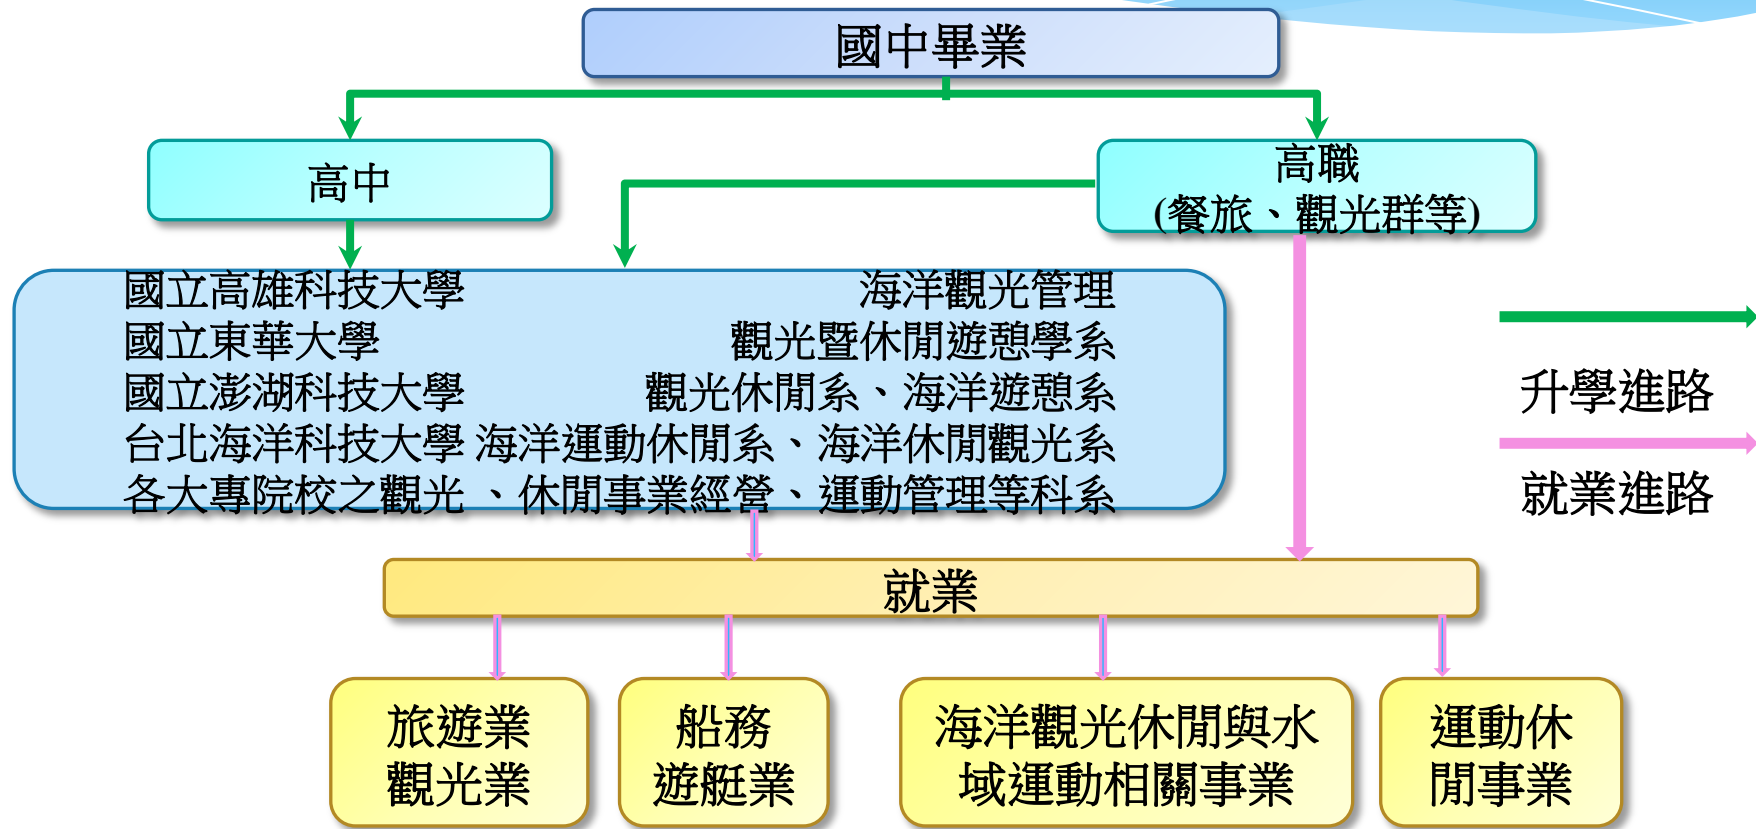 國中畢業
高中
高職
(餐旅、觀光群等)
國立高雄科技大學 海洋觀光管理
國立東華大學 觀光暨休閒遊憩學系
國立澎湖科技大學 觀光休閒系、海洋遊憩系
台北海洋科技大學 海洋運動休閒系、海洋休閒觀光系
各大專院校之觀光 、休閒事業經營、運動管理等科系
升學進路
就業進路
就業
旅遊業
觀光業
船務
遊艇業
海洋觀光休閒與水
域運動相關事業
運動休
閒事業